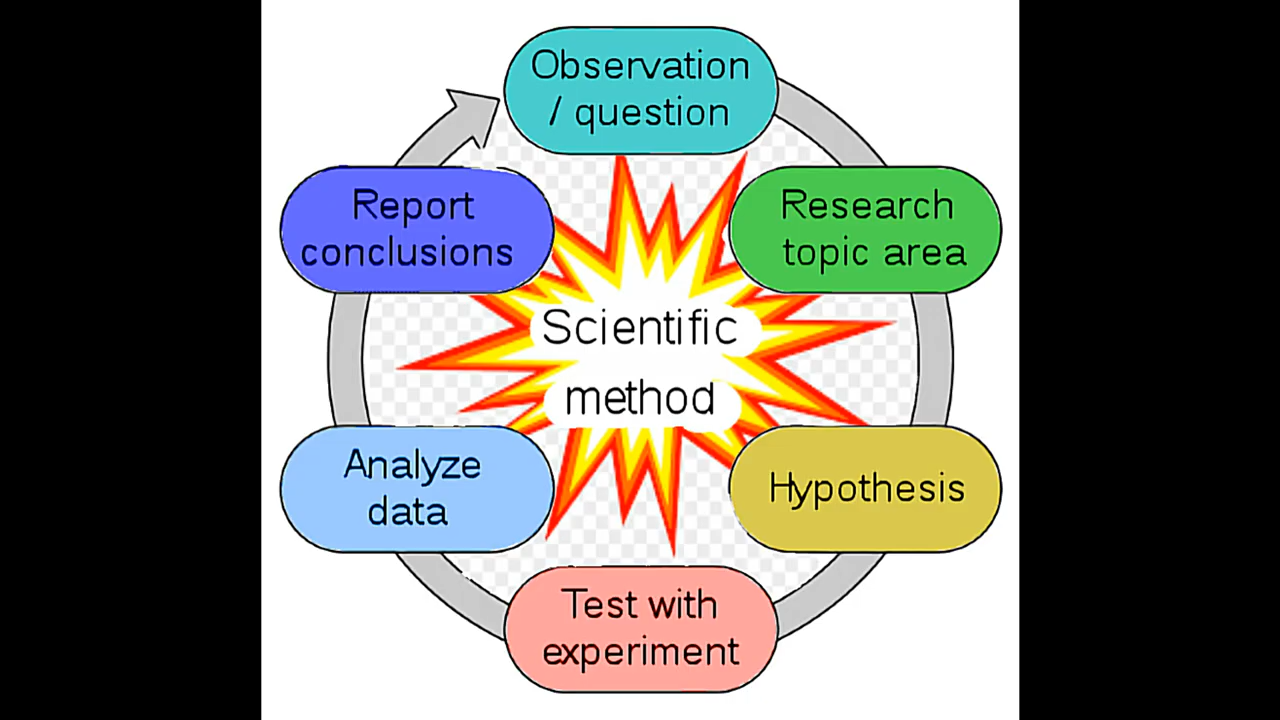 Observation
/ question
Research
topic area
Hypothesis
Test with
experiment
Analyze
data
Report
conclusions
Scientific
method